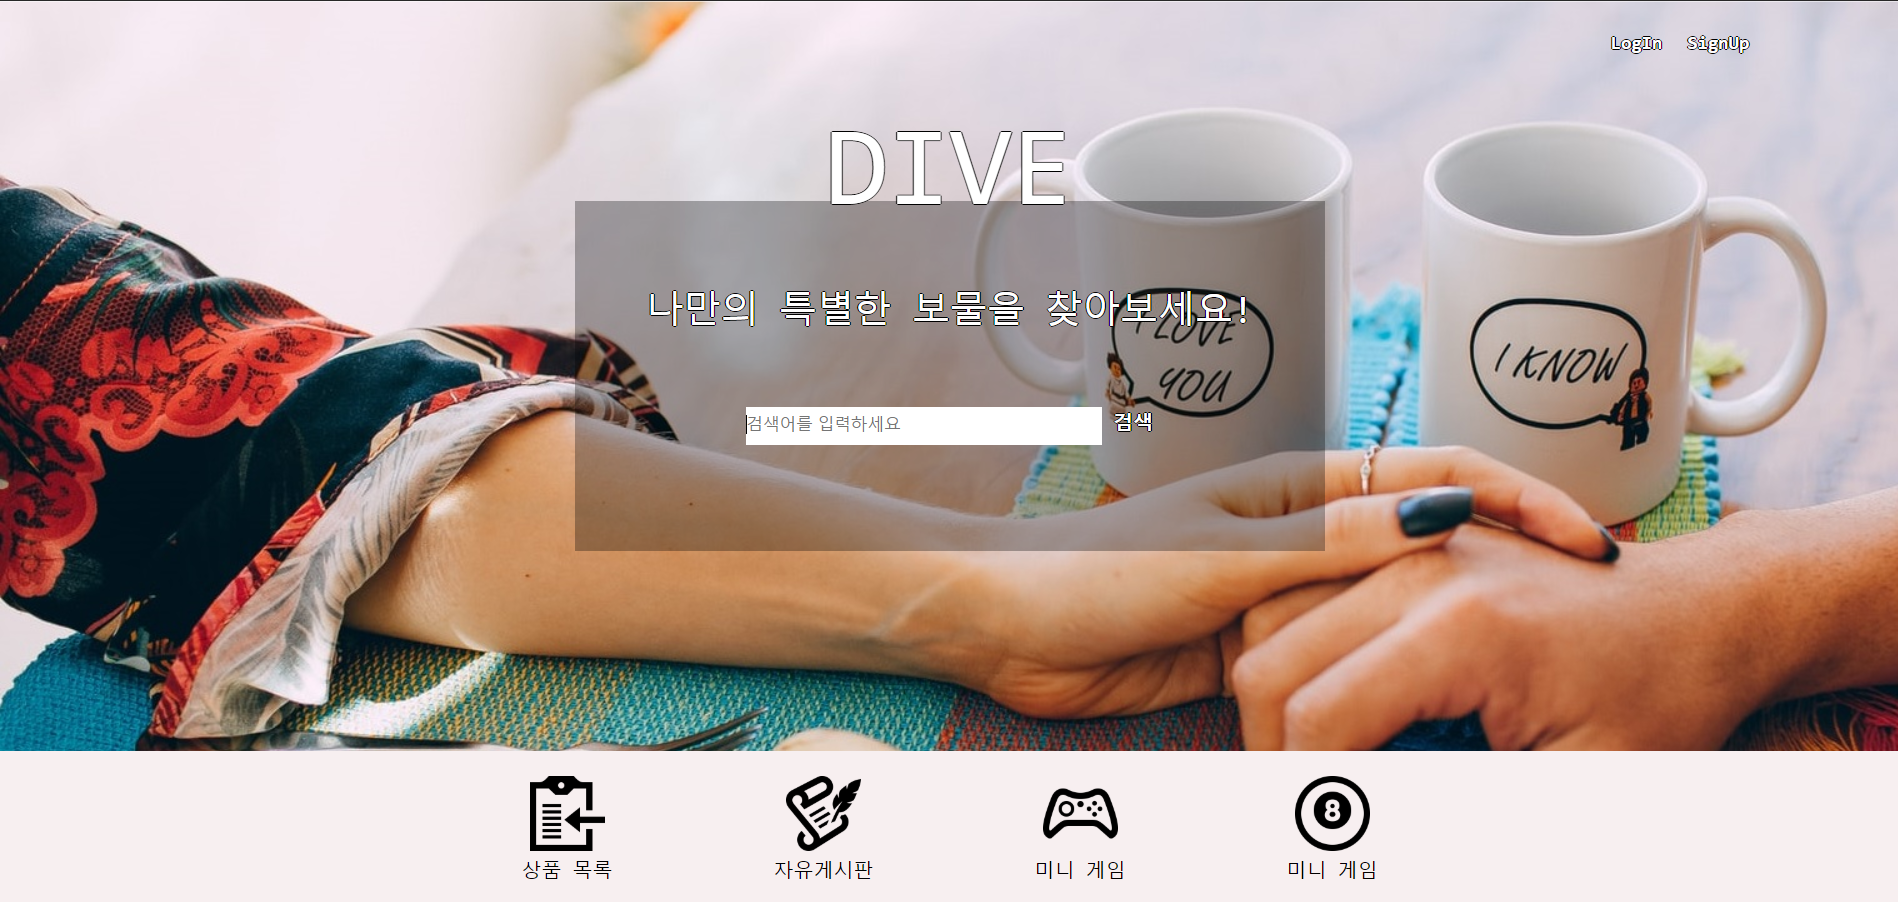 LogIn SignUp
DIVE
나만의 특별한 보물을 찾아보세요!
I LOVE
YOU
I KNOW
검색어를 입력하세요 검색
8
상품 목록 자유게시판 미니 게임 미니 게임